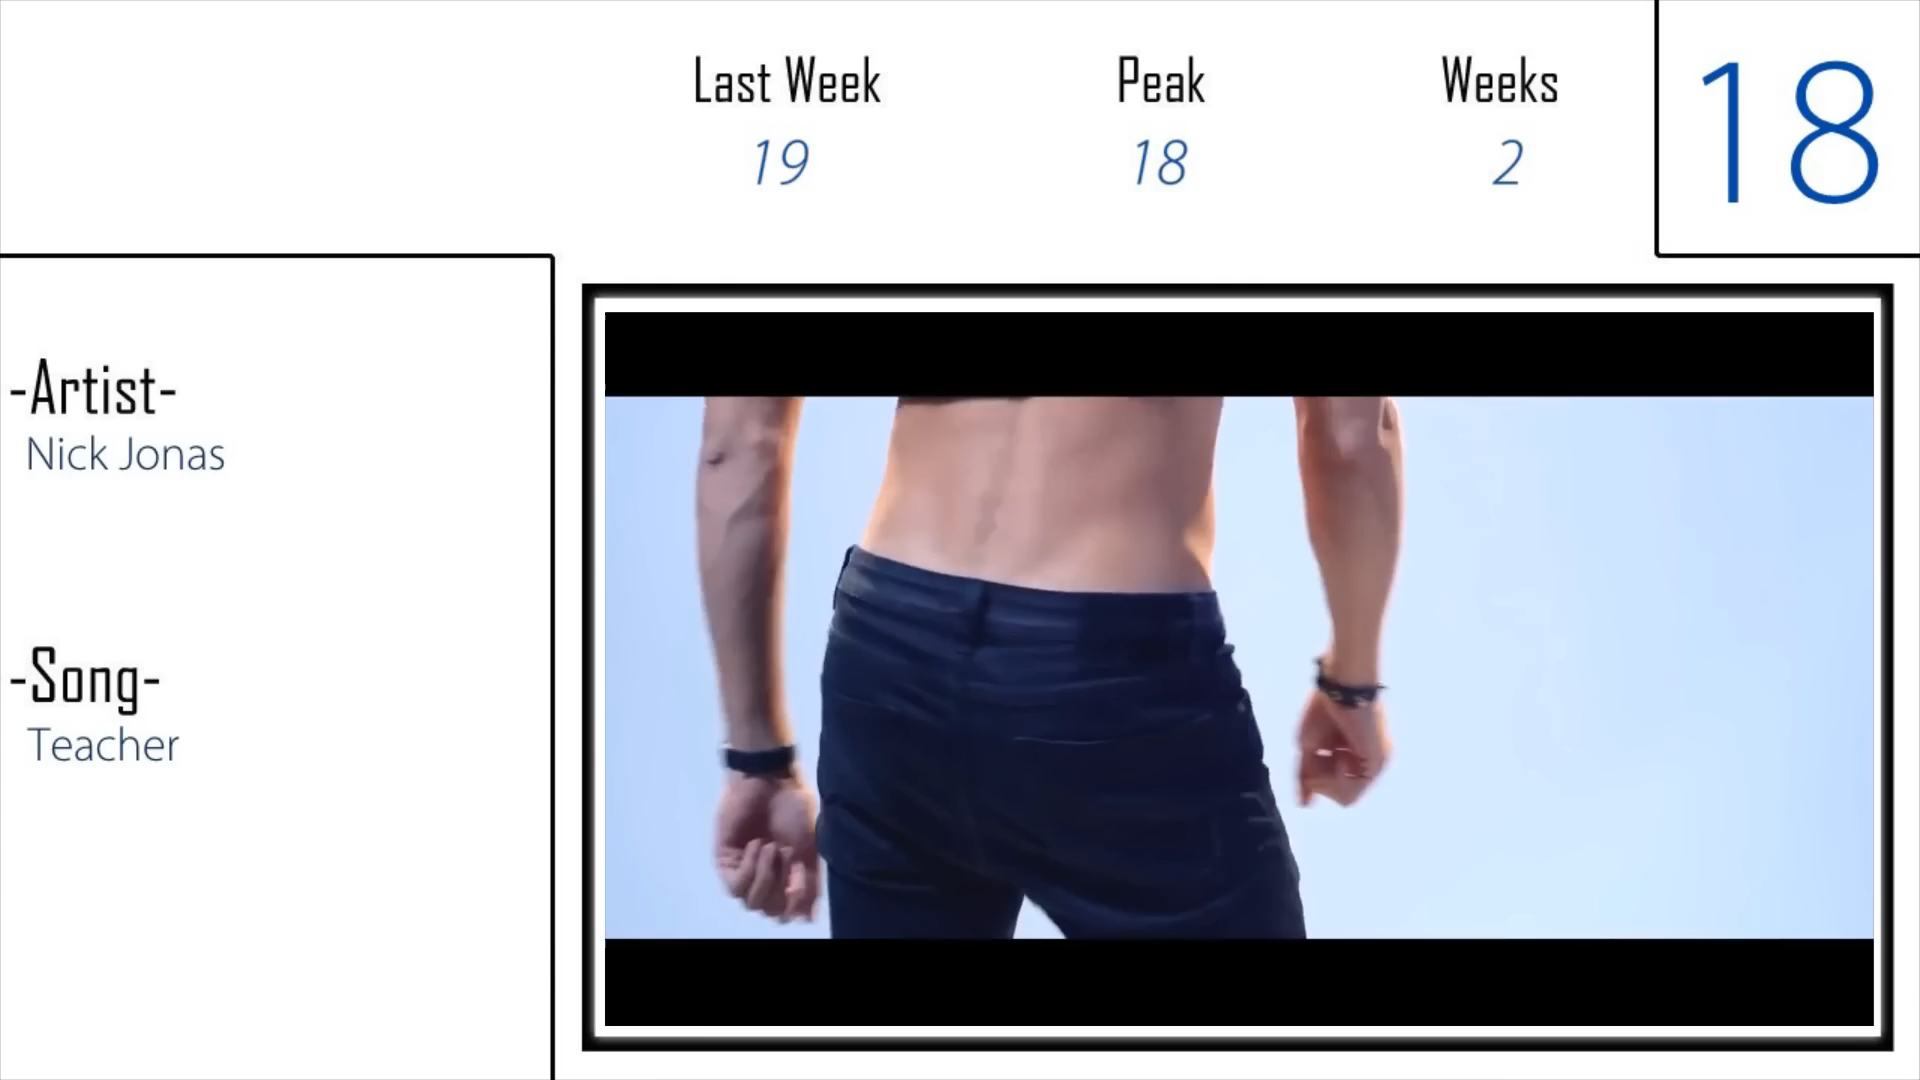 Last Week Peak Weeks 18
19 18 2
-Artist-
Nick Jonas
-Song-
Teacher